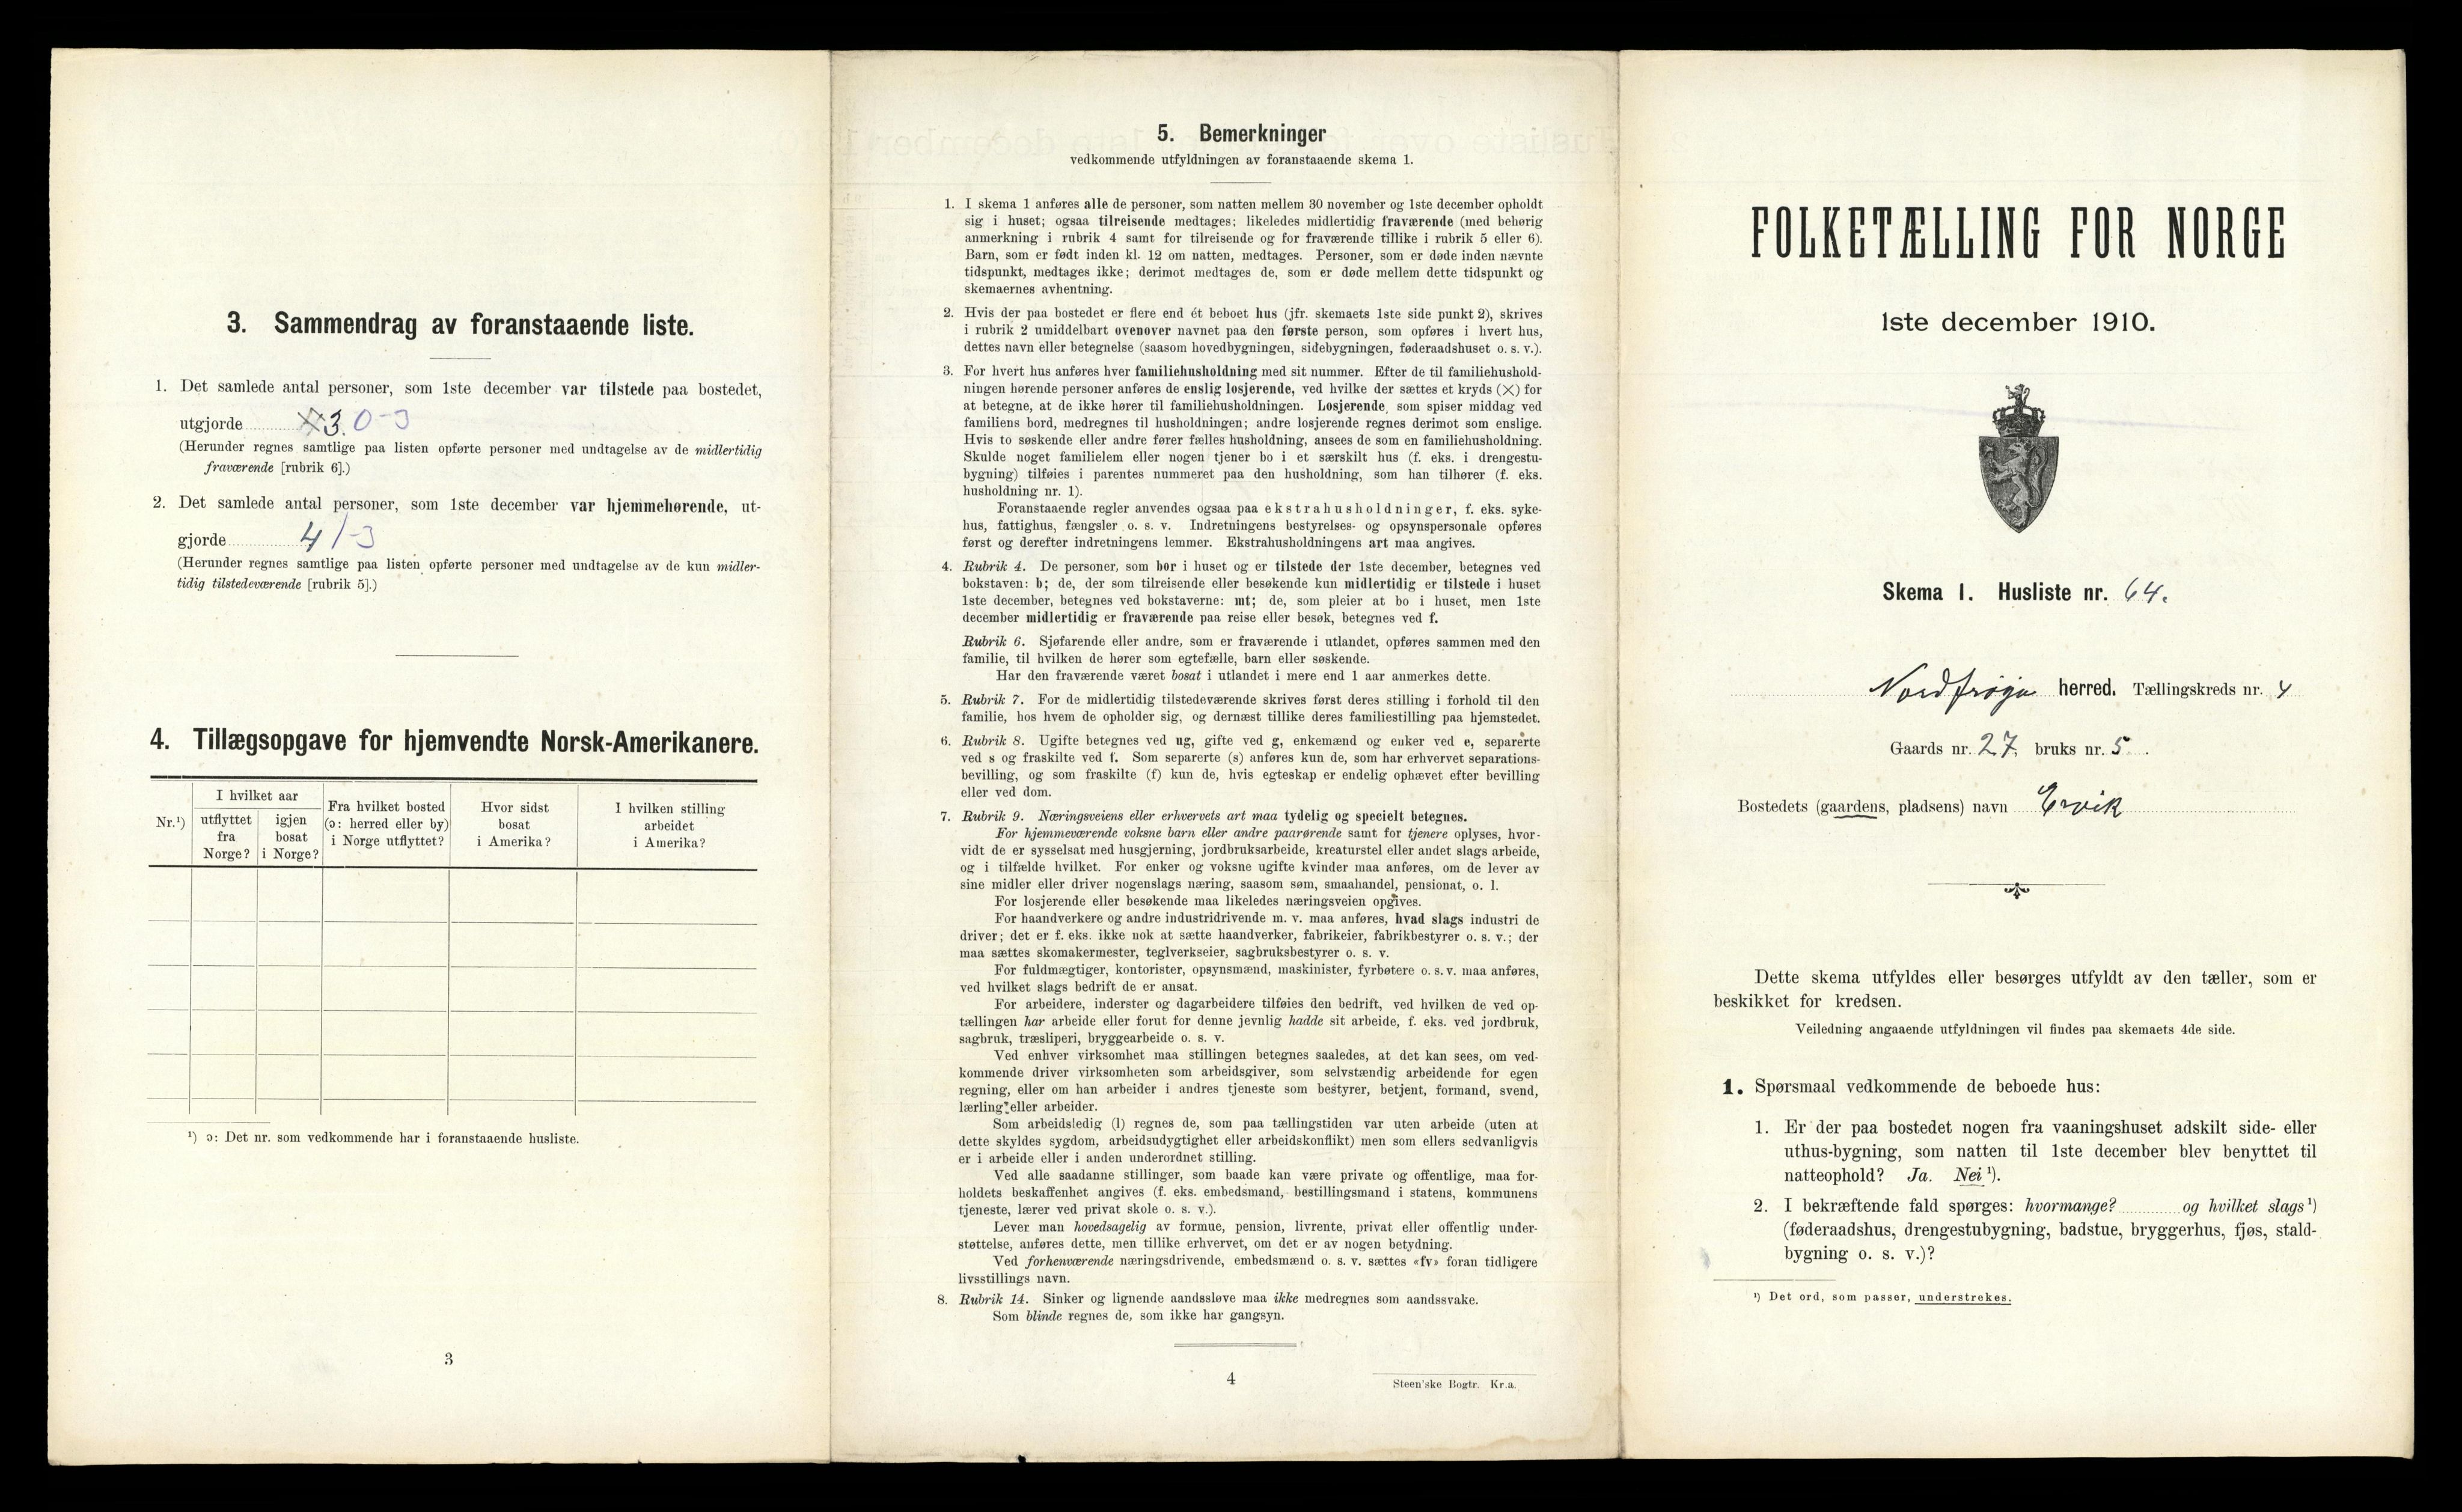 3. Sammendrag av foranstaaende liste.
1. Det samlede antal personer, som 1ste december var tilstede paa bostedet,
utgjorde 3. 0-3
(Herunder regnes samtlige paa listen opførte personer med undtagelse av de midlertidig
fraværende [rubrik 6].)
2. Det samlede antal personer, som 1ste december var hjemmehørende, ut-
gjorde 4 1-3
(Herunder regnes samtlige paa listen opførte personer med undtagelse av de kun midler-
tidig tilstedeværende [rubrik 5].)
4. Tillægsopgave for hjemvendte Norsk-Amerikanere.
Nr.¹)
I hvilket aar
utflyttet
fra
Norge?
igjen
bosat
i Norge?
Fra hvilket bosted
(ɔ: herred eller by)
i Norge utflyttet?
Hvor sidst
bosat
i Amerika?
I hvilken stilling
arbeidet
i Amerika?
¹) ɔ: Det nr. som vedkommende har i foranstaaende husliste.
3
5. Bemerkninger
vedkommende utfyldningen av foranstaaende skema 1.
1. I skema 1 anføres alle de personer, som natten mellem 30 november og 1ste december opholdt
sig i huset; ogsaa tilreisende medtages; likeledes midlertidig fraværende (med behørig
anmerkning i rubrik 4 samt for tilreisende og for fraværende tillike i rubrik 5 eller 6).
Barn, som er født inden kl. 12 om natten, medtages. Personer, som er døde inden nævnte
tidspunkt, medtages ikke; derimot medtages de, som er døde mellem dette tidspunkt og
skemaernes avhentning.
2. Hvis der paa bostedet er flere end ét beboet hus (jfr. skemaets 1ste side punkt 2), skrives
i rubrik 2 umiddelbart ovenover navnet paa den første person, som opføres i hvert hus,
dettes navn eller betegnelse (saasom hovedbygningen, sidebygningen, føderaadshuset o. s. v.).
3. For hvert hus anføres hver familiehusholdning med sit nummer. Efter de til familiehushold-
ningen hørende personer anføres de enslig losjerende, ved hvilke der sættes et kryds (×) for
at betegne, at de ikke hører til familiehusholdningen. Losjerende som spiser middag ved
familiens bord, medregnes til husholdningen; andre losjerende regnes derimot som enslige.
Hvis to søskende eller andre fører fælles husholdning, ansees de som en familiehusholdning.
Skulde noget familielem eller nogen tjener bo i et særskilt hus (f. eks. i drengestu-
bygning) tilføies i parentes nummeret paa den husholdning, som han tilhører (f. eks.
husholdning nr. 1).
Foranstaaende regler anvendes ogsaa paa ekstrahusholdninger, f. eks. syke-
hus, fattighus, fængsler o. s. v. Indretningens bestyrelses- og opsynspersonale opføres
først og derefter indretningens lemmer. Ekstrahusholdningens art maa angives.
4. Rubrik 4. De personer, som bor i huset og er tilstede der 1ste december, betegnes ved
bokstaven: b; de, der som tilreisende eller besøkende kun midlertidig er tilstede i huset
1ste december, betegnes ved bokstaverne: mt; de, som pleier at bo i huset, men 1ste
december midlertidig er fraværende paa reise eller besøk, betegnes ved f.
Rubrik 6. Sjøfarende eller andre, som er fraværende i utlandet, opføres sammen med den
familie, til hvilken de hører som egtefælle, barn eller søskende.
Har den fraværende været bosat i utlandet i mere end 1 aar anmerkes dette.
5. Rubrik 7. For de midlertidig tilstedeværende skrives først deres stilling i forhold til den
familie, hos hvem de opholder sig, og dernæst tillike deres familiestilling paa hjemstedet.
6. Rubrik 8. Ugifte betegnes ved ug, gifte ved g, enkemænd og enker ved e, separerte
ved s og fraskilte ved f. Som separerte (s) anføres kun de, som har erhvervet separations-
bevilling, og som fraskilte (f) kun de, hvis egteskap er endelig ophævet efter bevilling
eller ved dom.
7. Rubrik 9. Næringsveiens eller erhvervets art maa tydelig og specielt betegnes.
For hjemmeværende voksne barn eller andre paarørende samt for tjenere oplyses, hvor-
vidt de er sysselsat med husgjerning, jordbruksarbeide, kreaturstel eller andet slags arbeide,
og i tilfælde hvilket. For enker og voksne ugifte kvinder maa anføres, om de lever av
sine midler eller driver nogenslags næring, saasom søm, smaahandel, pensionat, o. l.
For losjerende eller besøkende maa likeledes næringsveien opgives.
For haandverkere og andre industridrivende m. v. maa anføres, hvad slags industri de
driver; det er f. eks. ikke nok at sætte haandverker, fabrikeier, fabrikbestyrer o. s. v.; der
maa sættes skomakermester, teglverkseier, sagbruksbestyrer o. s. v.
For fuldmægtiger, kontorister, opsynsmænd, maskinister, fyrbøtere o. s. v. maa anføres,
ved hvilket slags bedrift de er ansat.
For arbeidere, inderster og dagarbeidere tilføies den bedrift, ved hvilken de ved op-
tællingen har arbeide eller forut for denne jevnlig hadde sit arbeide, f. eks. ved jordbruk,
sagbruk, træsliperi, bryggearbeide o. s. v.
Ved enhver virksomhet maa stillingen betegnes saaledes, at det kan sees, om ved-
kommende driver virksomheten som arbeidsgiver, som selvstændig arbeidende for egen
regning, eller om han arbeider i andres tjeneste som bestyrer, betjent, formand, svend,
lærling eller arbeider.
Som arbeidsledig (l) regnes de, som paa tællingstiden var uten arbeide (uten at
dette skyldes sygdom, arbeidsudygtighet eller arbeidskonflikt) men som ellers sedvanligvis
er i arbeide eller i anden underordnet stilling.
Ved alle saadanne stillinger, som baade kan være private og offentlige, maa for-
holdets beskaffenhet angives (f. eks. embedsmand, bestillingsmand i statens, kommunens
tjeneste, lærer ved privat skole o. s. v.).
Lever man hovedsagelig av formue, pension, livrente, privat eller offentlig under-
støttelse, anføres dette, men tillike erhvervet, om det er av nogen betydning.
Ved forhenværende næringsdrivende, embedsmænd o. s. v. sættes «fv» foran tidligere
livsstillings navn.
8. Rubrik 14. Sinker og lignende aandssløve maa ikke medregnes som aandssvake.
Som blinde regnes de, som ikke har gangsyn.
4
Steen'ske Bogtr. Kr.a.
FOLKETÆLLING FOR NORGE
1ste december 1910.
Skema 1. Husliste nr. 64.
Nordfrøya herred. Tællingskreds nr. 4
Gaards nr. 27, bruks nr. 5.
Bostedets (gaardens, pladsens) navn Ervik
Dette skema utfyldes eller besørges utfyldt av den tæller, som er
beskikket for kredsen.
Veiledning angaaende utfyldningen vil findes paa skemaets 4de side.
1. Spørsmaal vedkommende de beboede hus:
1. Er der paa bostedet nogen fra vaaningshuset adskilt side- eller
uthus-bygning, som natten til 1ste december blev benyttet til
natteophold? Ja. Nei ¹).
2. I bekræftende fald spørges: hvormange? og hvilket slags ¹)
(føderaadshus, drengestubygning, badstue, bryggerhus, fjøs, stald-
bygning o. s. v.)?
¹) Det ord, som passer, understrekes.